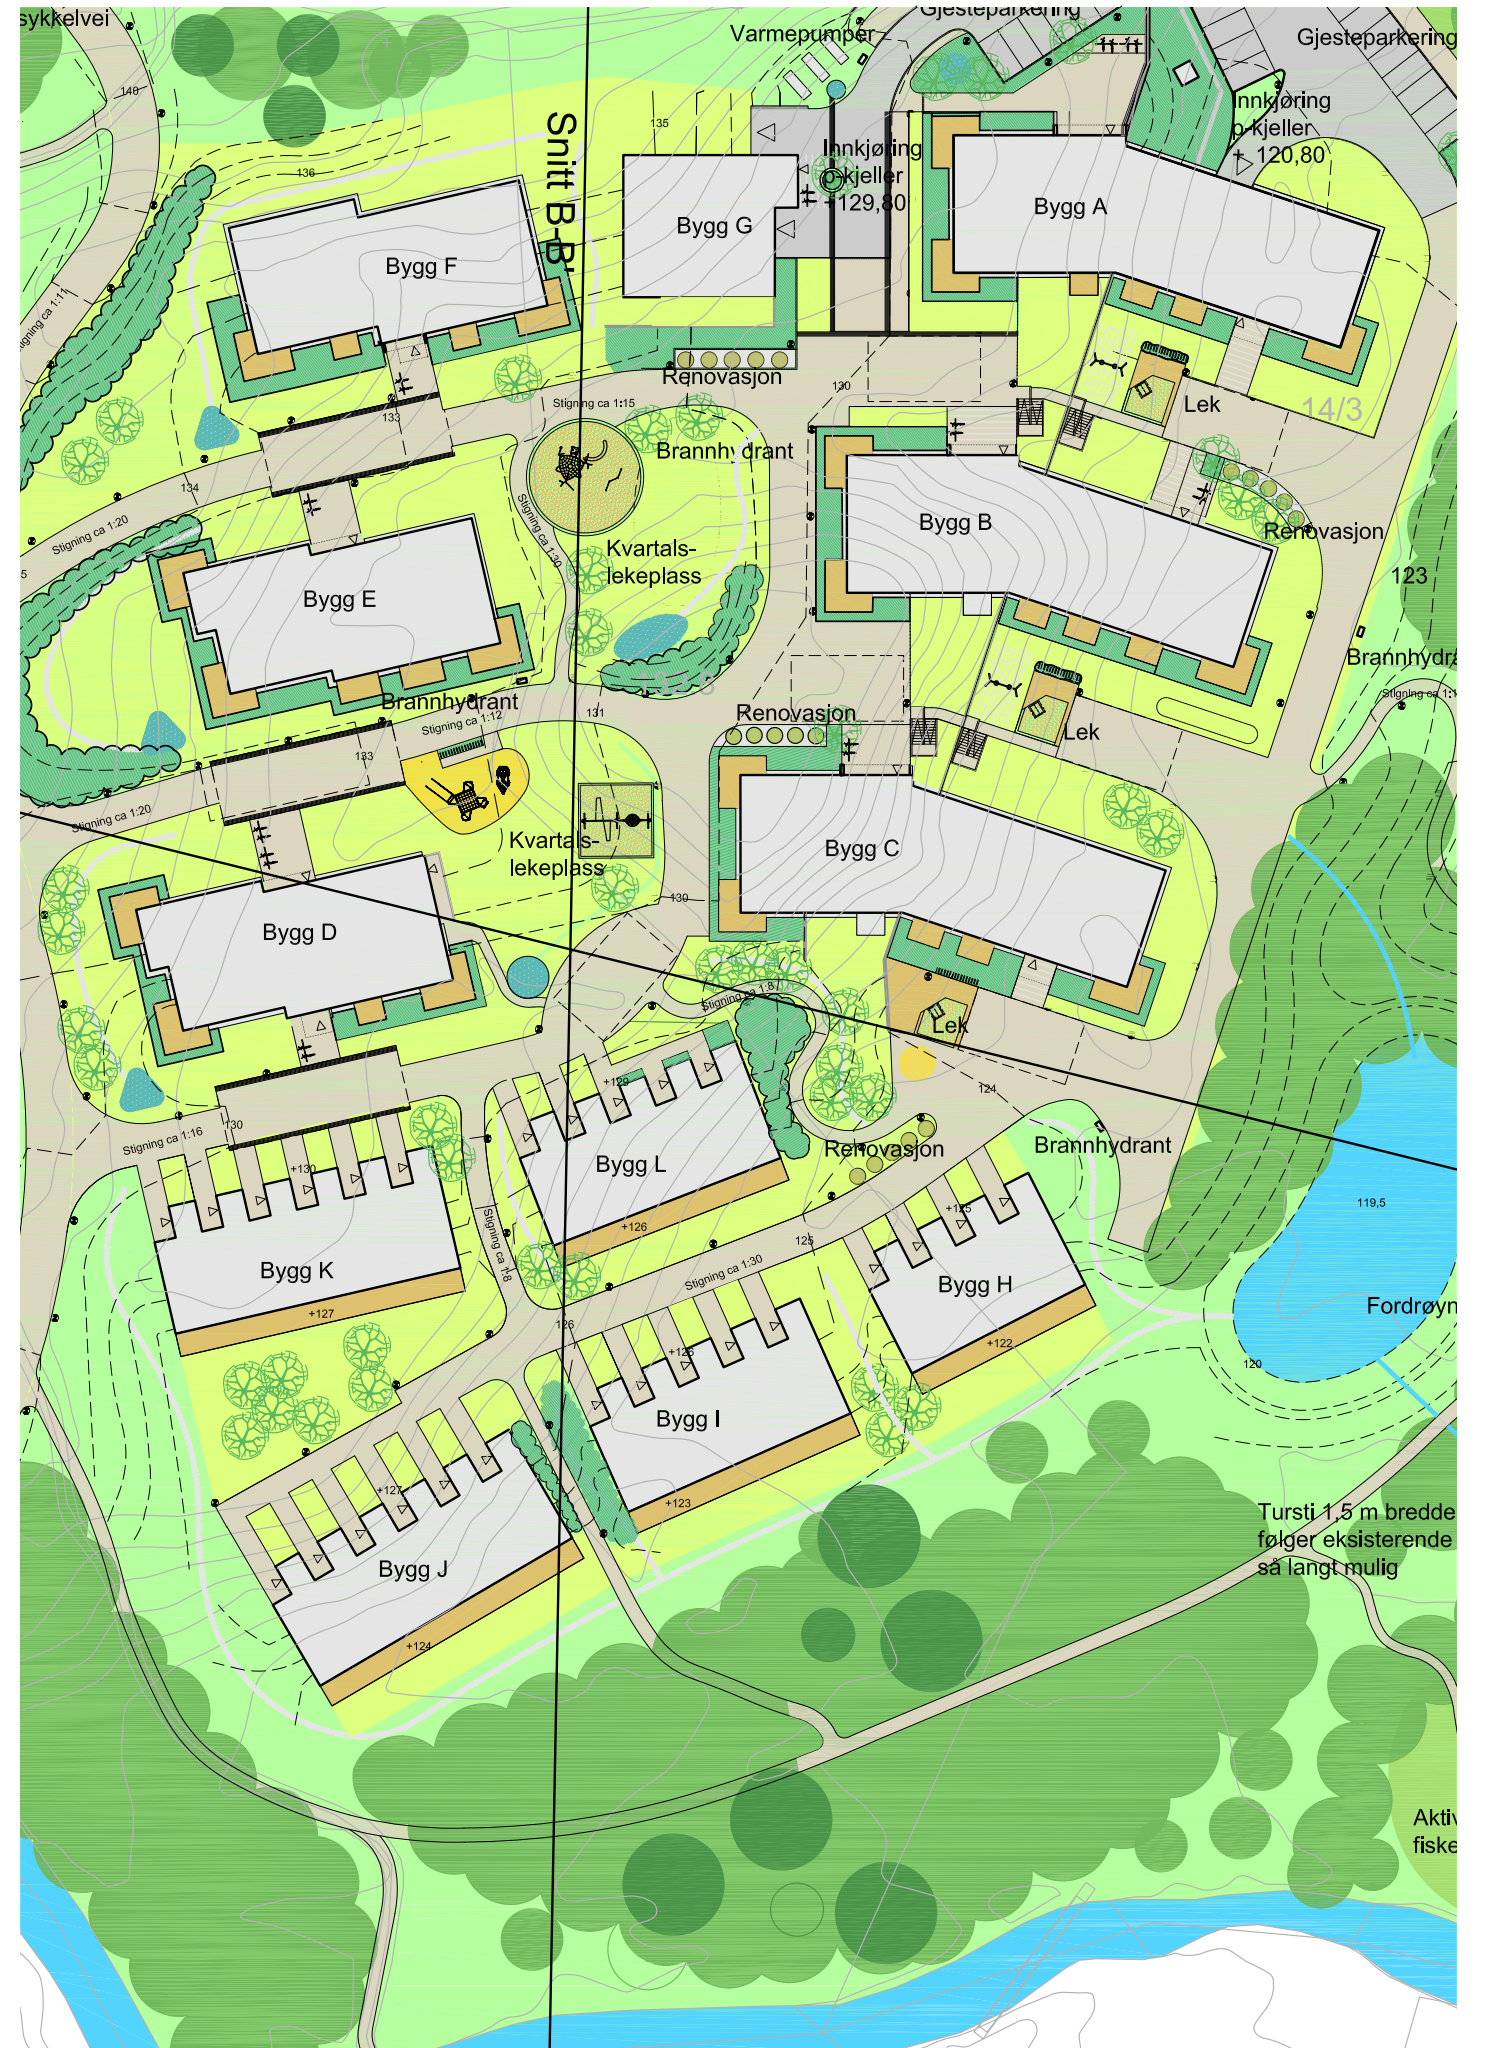 sykkelvei
Gjesteparkering
Varmepumper
Gjesteparkering
140
135
Innkjøring
p-kjeller
+ 120,80
Innkjøring
p-kjeller
+129,80
136
Snitt B-B'
Bygg G
Bygg A
Bygg F
Renovasjon
130
Lek
14/3
Stigning ca 1:15
133
Brannhydrant
134
Stigning ca 1:20
Stigning ca 1:30
Bygg B
Renovasjon
Kvartals-
lekeplass
123
Bygg E
Brannhydrant
Stigning ca 1:12
131
Renovasjon
Lek
133
Stigning ca 1:20
Kvartals-
lekeplass
Bygg C
130
Bygg D
Stigning ca 1:8
Lek
+129
124
130
Stigning ca 1:16
+130
Bygg L
Renovasjon
Brannhydrant
119,5
+126
+125
125
Stigning ca 1:8
Bygg K
Stigning ca 1:30
Bygg H
+127
126
Fordrøyn
+126
+122
120
Bygg I
+127
+123
Tursti 1,5 m bredde
følger eksisterende
så langt mulig
Bygg J
+124
Aktiv
fiske